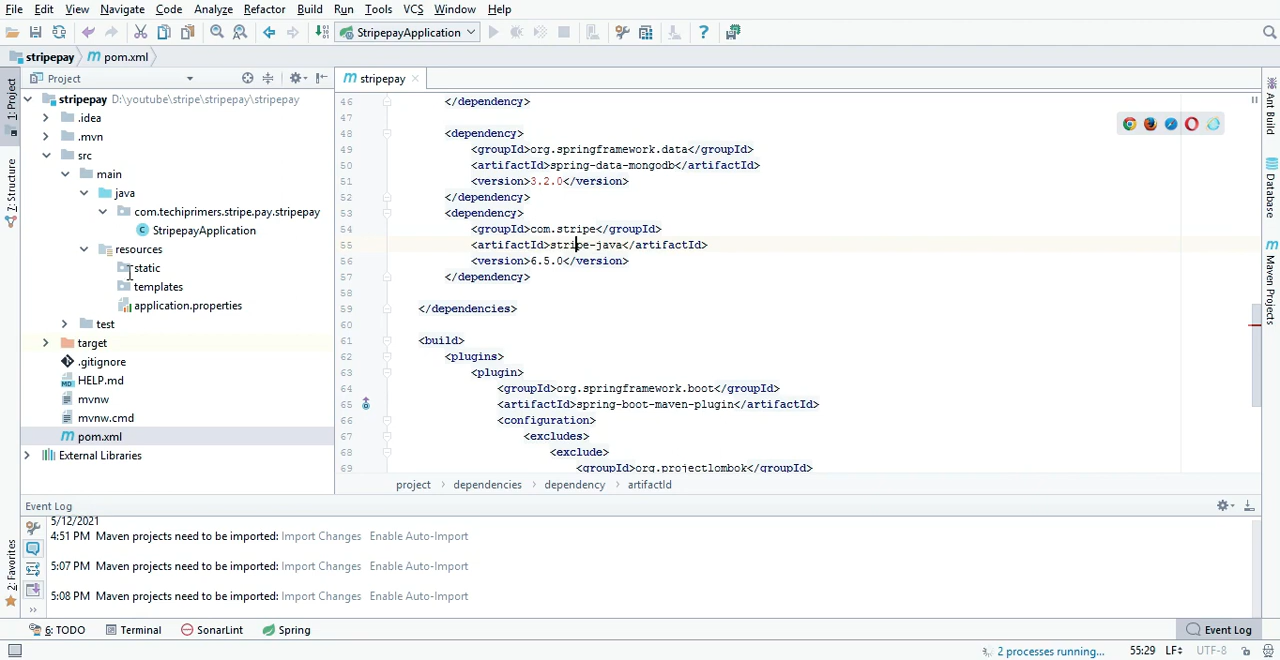 File Edit View Navigate Code Analyze Refactor Build Run Tools VCS Window Help
StripepayApplication
stripepay pom.xml
Project
stripepay
1: Project
7: Structure
2: Favorites
stripepay D:\youtube\stripe\stripepay\stripepay
.idea
.mvn
src
main
java
com.techiprimers.stripe.pay.stripepay
StripepayApplication
resources
static
templates
application.properties
test
target
.gitignore
HELP.md
mvnw
mvnw.cmd
pom.xml
External Libraries
46 </dependency>
47
48 <dependency>
49 <groupId>org.springframework.data</groupId>
50 <artifactId>spring-data-mongodb</artifactId>
51 <version>3.2.0</version>
52 </dependency>
53 <dependency>
54 <groupId>com.stripe</groupId>
55 <artifactId>stripe-java</artifactId>
56 <version>6.5.0</version>
57 </dependency>
58
59 </dependencies>
60
61 <build>
62 <plugins>
63 <plugin>
64 <groupId>org.springframework.boot</groupId>
65 <artifactId>spring-boot-maven-plugin</artifactId>
66 <configuration>
67 <excludes>
68 <exclude>
69 <groupId>org.projectlombok</groupId>
project › dependencies › dependency › artifactId
Ant Build
Database
Maven Projects
Event Log
5/12/2021
4:51 PM Maven projects need to be imported: Import Changes Enable Auto-Import
5:07 PM Maven projects need to be imported: Import Changes Enable Auto-Import
5:08 PM Maven projects need to be imported: Import Changes Enable Auto-Import
6: TODO Terminal SonarLint Spring Event Log
2 processes running... 55:29 LF UTF-8